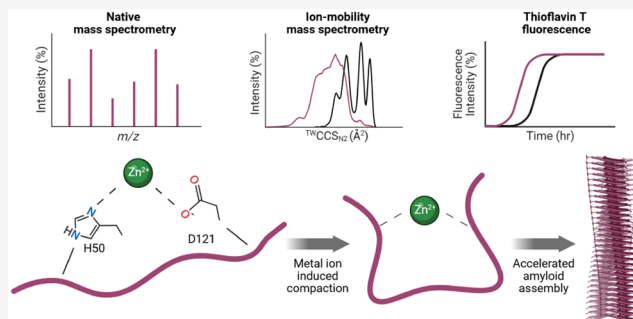 Native
mass spectrometry
Ion-mobility
mass spectrometry
Thioflavin T
fluorescence
Intensity (%)
m/z
Intensity (%)
TWCCSN2 (Å2)
Fluorescence
Intensity (%)
Time (hr)
Zn2+
O
O
N
HN
H50
D121
Zn2+
Metal ion
induced
compaction
Accelerated
amyloid
assembly